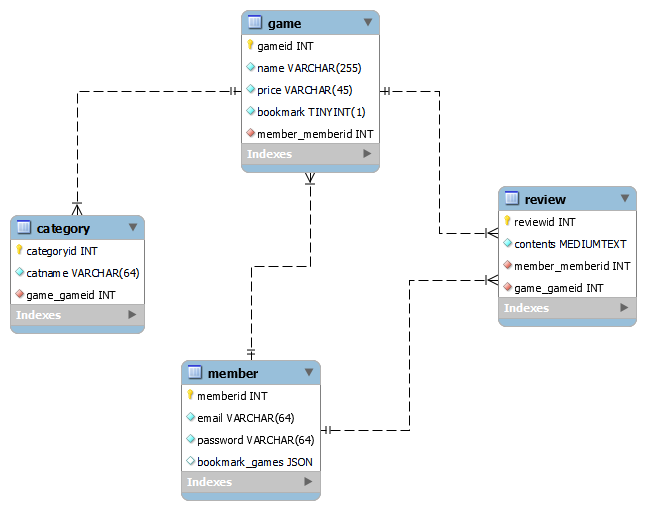 game
gameid INT
name VARCHAR(255)
price VARCHAR(45)
bookmark TINYINT(1)
member_memberid INT
Indexes
category
categoryid INT
catname VARCHAR(64)
game_gameid INT
Indexes
review
reviewid INT
contents MEDIUMTEXT
member_memberid INT
game_gameid INT
Indexes
member
memberid INT
email VARCHAR(64)
password VARCHAR(64)
bookmark_games JSON
Indexes